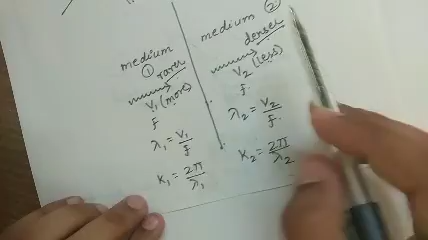 medium
① rarer
v₁ (more)
f
λ₁ = v₁/f
K₁ = 2π/λ₁
medium ②
denser
v₂ (less)
f.
λ₂ = v₂/f.
K₂ = 2π/λ₂